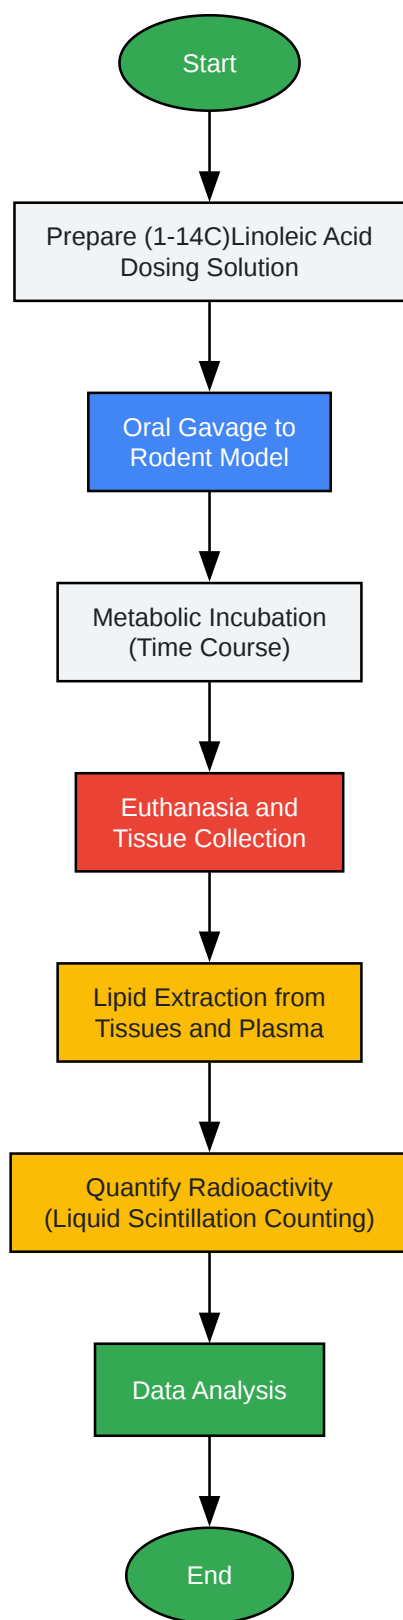 Start
Prepare (1-14C)Linoleic Acid
Dosing Solution
Oral Gavage to
Rodent Model
Metabolic Incubation
(Time Course)
Euthanasia and
Tissue Collection
Lipid Extraction from
Tissues and Plasma
Quantify Radioactivity
(Liquid Scintillation Counting)
Data Analysis
End